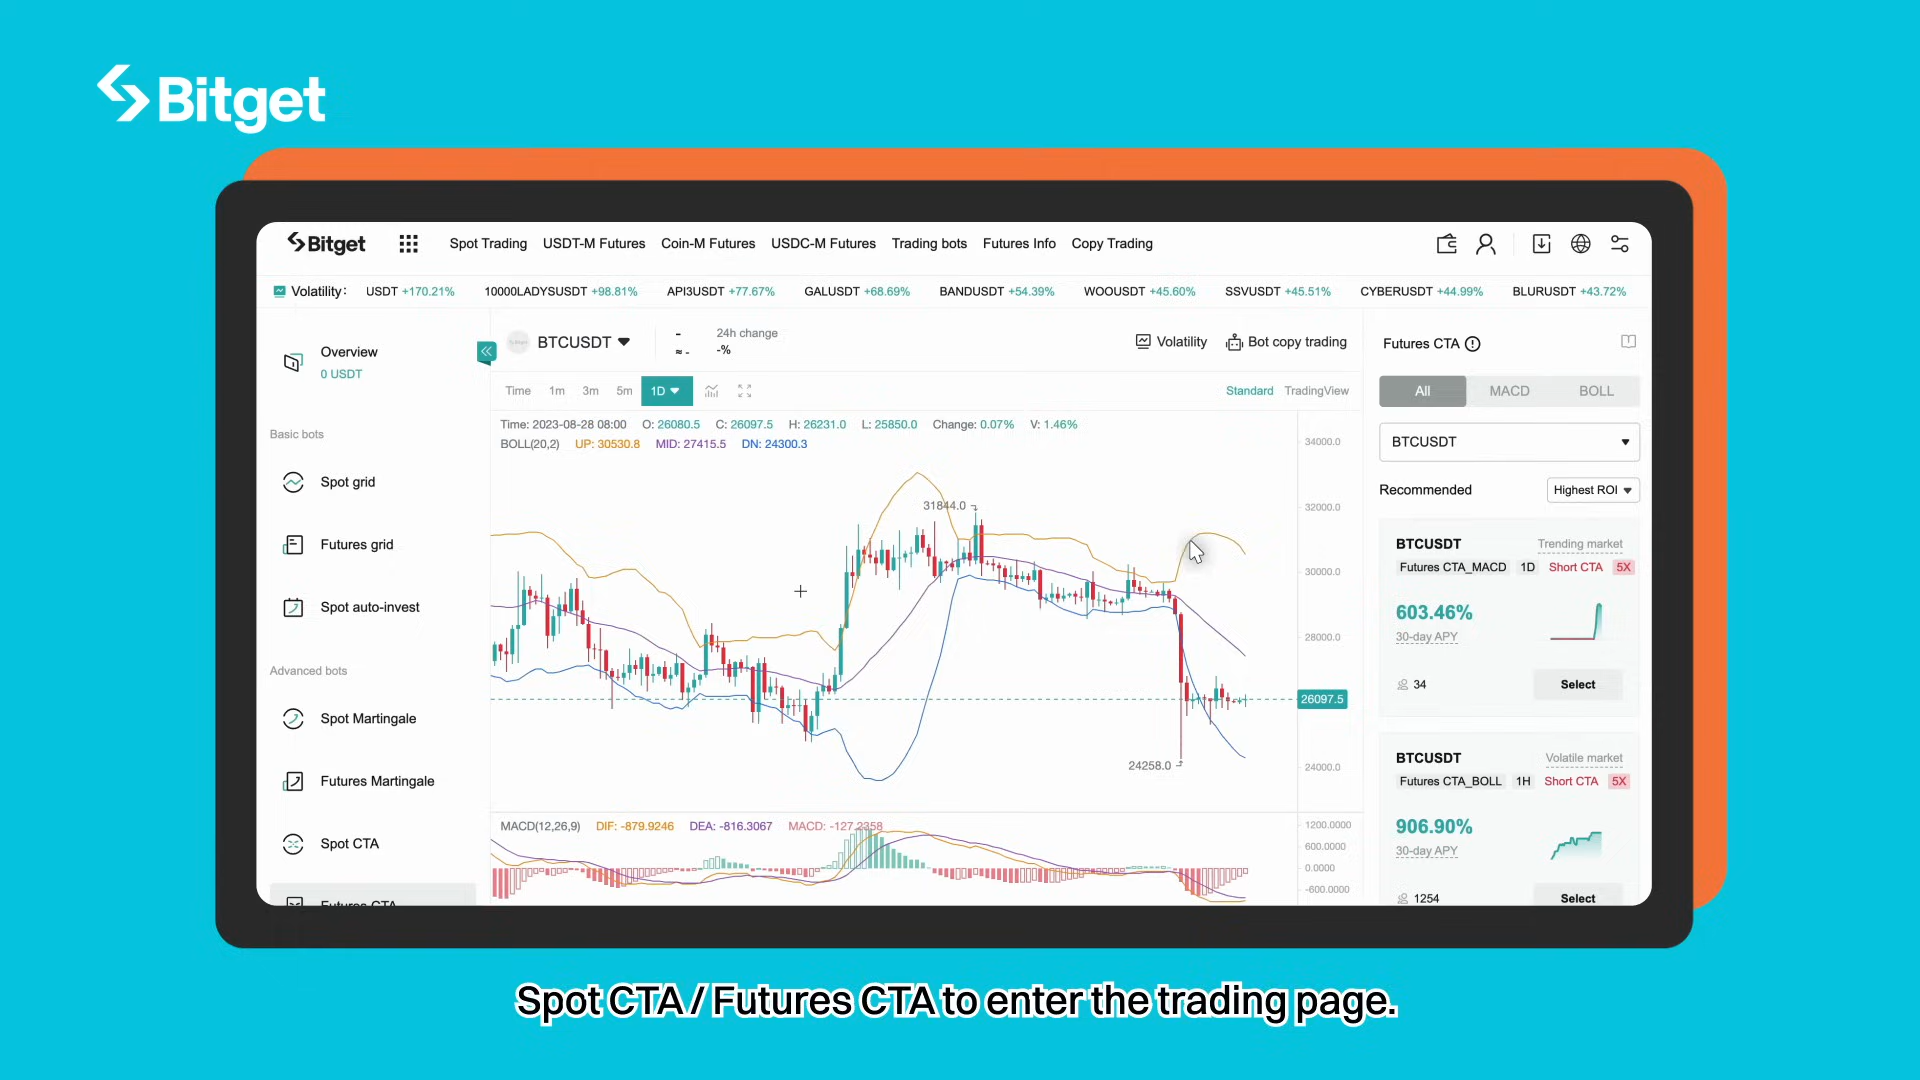 Bitget
Bitget
Spot Trading USDT-M Futures Coin-M Futures USDC-M Futures Trading bots Futures Info Copy Trading
Volatility: USDT +170.21% 10000LADYSUSDT +98.81% API3USDT +77.67% GALUSDT +68.69% BANDUSDT +54.39% WOOUSDT +45.60% SSVUSDT +45.51% CYBERUSDT +44.99% BLURUSDT +43.72%
Overview
0 USDT
Basic bots
Spot grid
Futures grid
Spot auto-invest
Advanced bots
Spot Martingale
Futures Martingale
Spot CTA
Futures CTA
BTCUSDT
-
≈ -
24h change
-%
Volatility Bot copy trading
Time 1m 3m 5m 1D
Standard TradingView
Time: 2023-08-28 08:00 O: 26080.5 C: 26097.5 H: 26231.0 L: 25850.0 Change: 0.07% V: 1.46%
BOLL(20,2) UP: 30530.8 MID: 27415.5 DN: 24300.3
31844.0
24258.0
34000.0
32000.0
30000.0
28000.0
26097.5
24000.0
MACD(12,26,9) DIF: -879.9246 DEA: -816.3067 MACD: -127.2358
1200.0000
600.0000
0.0000
-600.0000
Futures CTA
All MACD BOLL
BTCUSDT
Recommended Highest ROI
BTCUSDT Trending market
Futures CTA_MACD 1D Short CTA 5X
603.46%
30-day APY
34 Select
BTCUSDT Volatile market
Futures CTA_BOLL 1H Short CTA 5X
906.90%
30-day APY
1254 Select
Spot CTA / Futures CTA to enter the trading page.